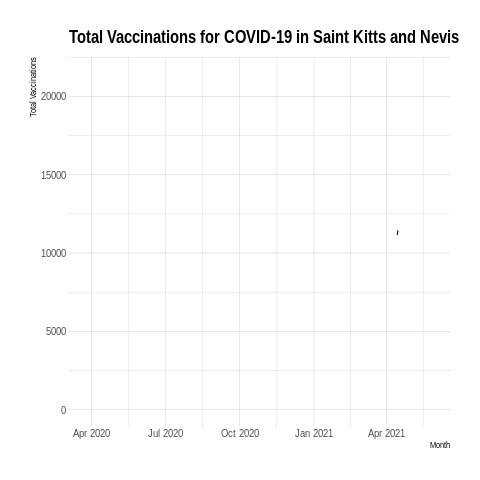 Total Vaccinations for COVID-19 in Saint Kitts and Nevis
Total Vaccinations
20000
15000
10000
5000
0
Apr 2020 Jul 2020 Oct 2020 Jan 2021 Apr 2021
Month